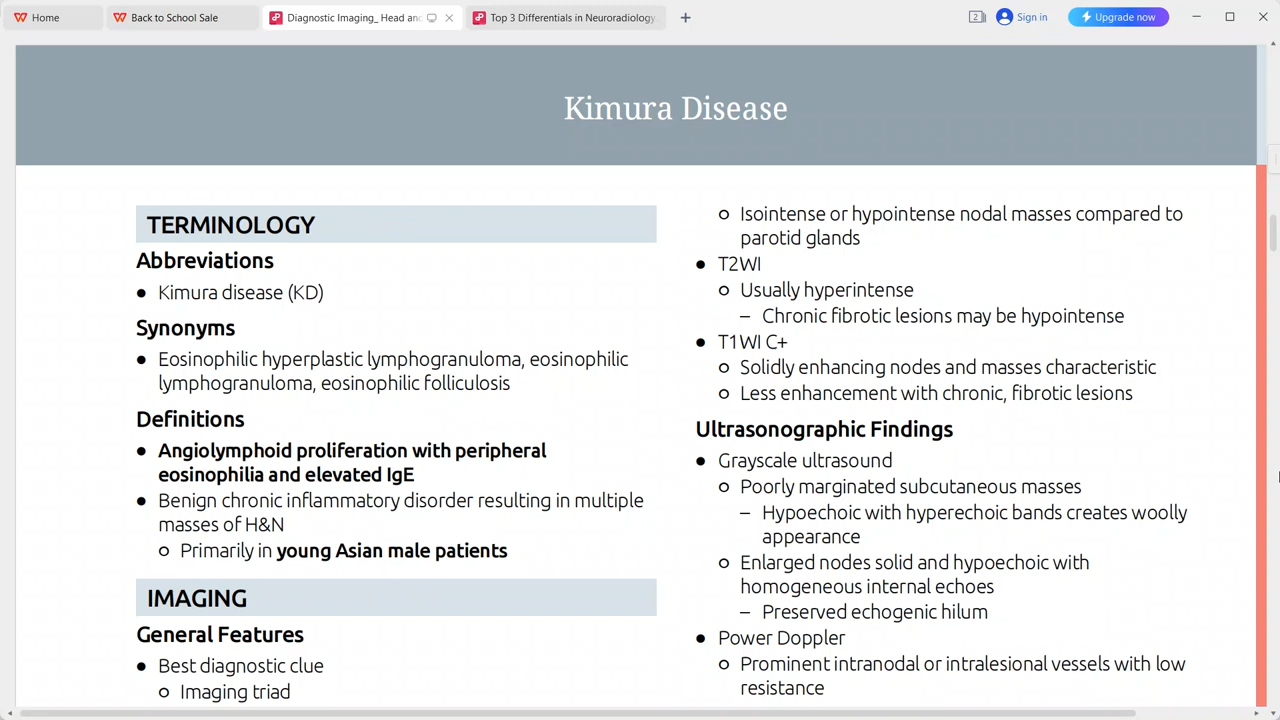 Home
Back to School Sale
Diagnostic Imaging_ Head an
Top 3 Differentials in Neuroradiology
2
Sign in
Upgrade now
Kimura Disease
TERMINOLOGY
Abbreviations
● Kimura disease (KD)
Synonyms
● Eosinophilic hyperplastic lymphogranuloma, eosinophilic
lymphogranuloma, eosinophilic folliculosis
Definitions
● Angiolymphoid proliferation with peripheral
eosinophilia and elevated IgE
● Benign chronic inflammatory disorder resulting in multiple
masses of H&N
○ Primarily in young Asian male patients
IMAGING
General Features
● Best diagnostic clue
○ Imaging triad
○ Isointense or hypointense nodal masses compared to
parotid glands
● T2WI
○ Usually hyperintense
– Chronic fibrotic lesions may be hypointense
● T1WI C+
○ Solidly enhancing nodes and masses characteristic
○ Less enhancement with chronic, fibrotic lesions
Ultrasonographic Findings
● Grayscale ultrasound
○ Poorly marginated subcutaneous masses
– Hypoechoic with hyperechoic bands creates woolly
appearance
○ Enlarged nodes solid and hypoechoic with
homogeneous internal echoes
– Preserved echogenic hilum
● Power Doppler
○ Prominent intranodal or intralesional vessels with low
resistance